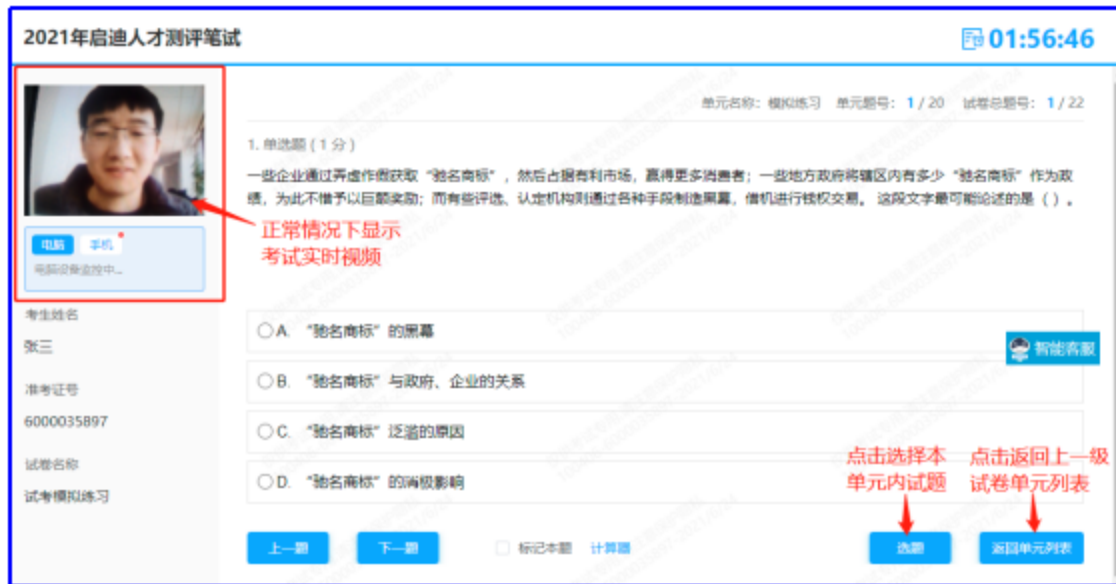 2021年启迪人才测评笔试
01:56:46
单元名称：模拟练习 单元题号：1 / 20 试卷总题号：1 / 22
1. 单选题 ( 1 分 )
一些企业通过弄虚作假获取“驰名商标”，然后占据有利市场，赢得更多消费者；一些地方政府将辖区内有多少“驰名商标”作为政
绩，为此不惜予以巨额奖励；而有些评选、认定机构则通过各种手段制造黑幕，借机进行钱权交易。 这段文字最可能论述的是（ ）。
正常情况下显示
考试实时视频
电脑 手机
电脑设备监控中...
考生姓名
张三
准考证号
6000035897
试卷名称
试考模拟练习
A. “驰名商标”的黑幕
智能客服
B. “驰名商标”与政府、企业的关系
C. “驰名商标”泛滥的原因
D. “驰名商标”的消极影响
点击选择本
单元内试题
点击返回上一级
试卷单元列表
上一题 下一题 标记本题 计算器 选题 返回单元列表